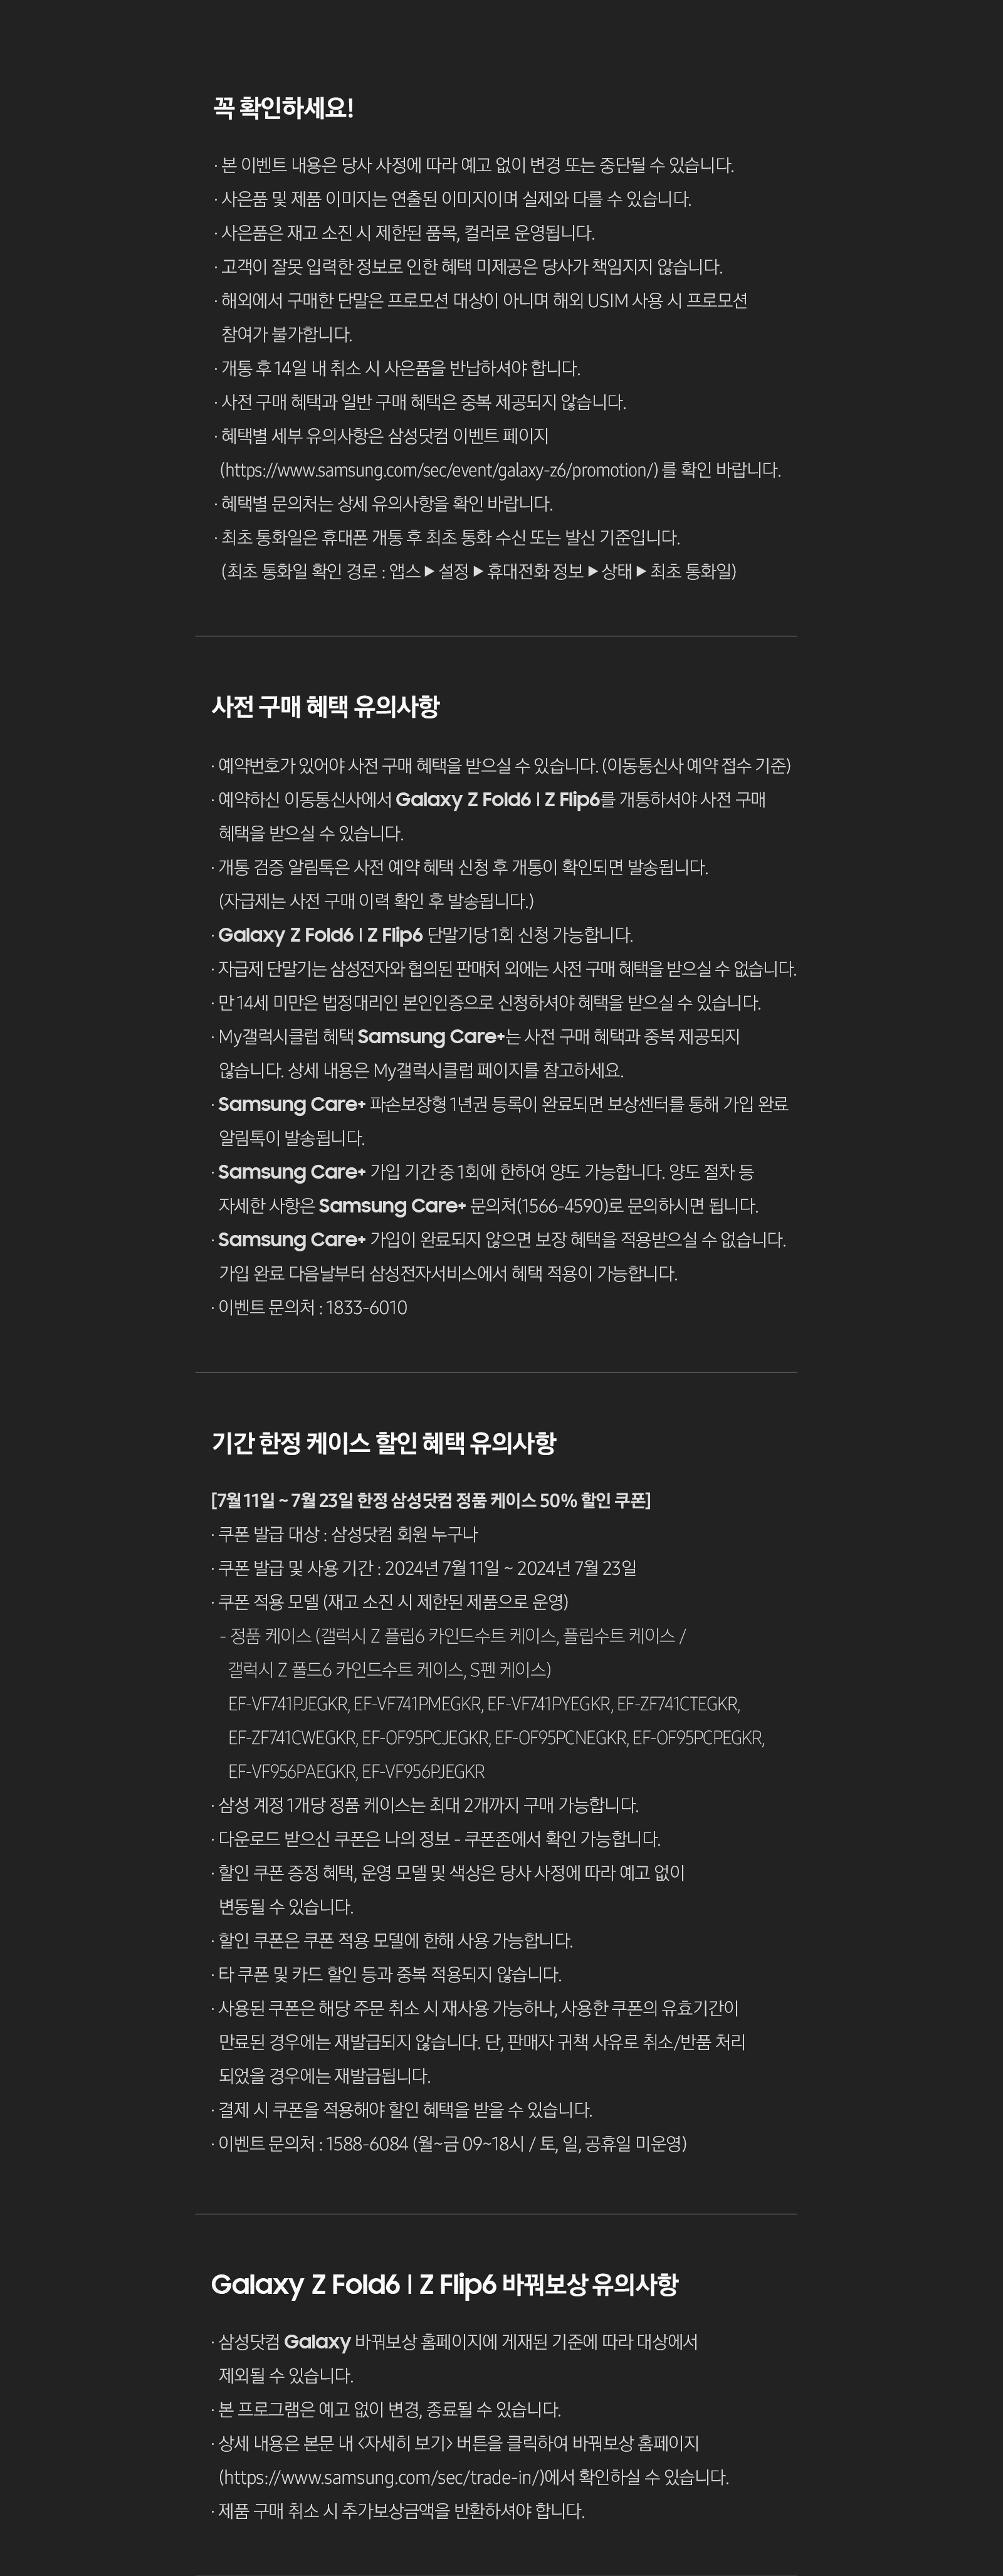 꼭 확인하세요!
· 본 이벤트 내용은 당사 사정에 따라 예고 없이 변경 또는 중단될 수 있습니다.
· 사은품 및 제품 이미지는 연출된 이미지이며 실제와 다를 수 있습니다.
· 사은품은 재고 소진 시 제한된 품목, 컬러로 운영됩니다.
· 고객이 잘못 입력한 정보로 인한 혜택 미제공은 당사가 책임지지 않습니다.
· 해외에서 구매한 단말은 프로모션 대상이 아니며 해외 USIM 사용 시 프로모션
참여가 불가합니다.
· 개통 후 14일 내 취소 시 사은품을 반납하셔야 합니다.
· 사전 구매 혜택과 일반 구매 혜택은 중복 제공되지 않습니다.
· 혜택별 세부 유의사항은 삼성닷컴 이벤트 페이지
(https://www.samsung.com/sec/event/galaxy-z6/promotion/) 를 확인 바랍니다.
· 혜택별 문의처는 상세 유의사항을 확인 바랍니다.
· 최초 통화일은 휴대폰 개통 후 최초 통화 수신 또는 발신 기준입니다.
(최초 통화일 확인 경로 : 앱스 ▶ 설정 ▶ 휴대전화 정보 ▶ 상태 ▶ 최초 통화일)
사전 구매 혜택 유의사항
· 예약번호가 있어야 사전 구매 혜택을 받으실 수 있습니다. (이동통신사 예약 접수 기준)
· 예약하신 이동통신사에서 Galaxy Z Fold6 | Z Flip6를 개통하셔야 사전 구매
혜택을 받으실 수 있습니다.
· 개통 검증 알림톡은 사전 예약 혜택 신청 후 개통이 확인되면 발송됩니다.
(자급제는 사전 구매 이력 확인 후 발송됩니다.)
· Galaxy Z Fold6 | Z Flip6 단말기당 1회 신청 가능합니다.
· 자급제 단말기는 삼성전자와 협의된 판매처 외에는 사전 구매 혜택을 받으실 수 없습니다.
· 만 14세 미만은 법정대리인 본인인증으로 신청하셔야 혜택을 받으실 수 있습니다.
· My갤럭시클럽 혜택 Samsung Care+는 사전 구매 혜택과 중복 제공되지
않습니다. 상세 내용은 My갤럭시클럽 페이지를 참고하세요.
· Samsung Care+ 파손보장형 1년권 등록이 완료되면 보상센터를 통해 가입 완료
알림톡이 발송됩니다.
· Samsung Care+ 가입 기간 중 1회에 한하여 양도 가능합니다. 양도 절차 등
자세한 사항은 Samsung Care+ 문의처(1566-4590)로 문의하시면 됩니다.
· Samsung Care+ 가입이 완료되지 않으면 보장 혜택을 적용받으실 수 없습니다.
가입 완료 다음날부터 삼성전자서비스에서 혜택 적용이 가능합니다.
· 이벤트 문의처 : 1833-6010
기간 한정 케이스 할인 혜택 유의사항
[7월 11일 ~ 7월 23일 한정 삼성닷컴 정품 케이스 50% 할인 쿠폰]
· 쿠폰 발급 대상 : 삼성닷컴 회원 누구나
· 쿠폰 발급 및 사용 기간 : 2024년 7월 11일 ~ 2024년 7월 23일
· 쿠폰 적용 모델 (재고 소진 시 제한된 제품으로 운영)
- 정품 케이스 (갤럭시 Z 플립6 카인드수트 케이스, 플립수트 케이스 /
갤럭시 Z 폴드6 카인드수트 케이스, S펜 케이스)
EF-VF741PJEGKR, EF-VF741PMEGKR, EF-VF741PYEGKR, EF-ZF741CTEGKR,
EF-ZF741CWEGKR, EF-OF95PCJEGKR, EF-OF95PCNEGKR, EF-OF95PCPEGKR,
EF-VF956PAEGKR, EF-VF956PJEGKR
· 삼성 계정 1개당 정품 케이스는 최대 2개까지 구매 가능합니다.
· 다운로드 받으신 쿠폰은 나의 정보 - 쿠폰존에서 확인 가능합니다.
· 할인 쿠폰 증정 혜택, 운영 모델 및 색상은 당사 사정에 따라 예고 없이
변동될 수 있습니다.
· 할인 쿠폰은 쿠폰 적용 모델에 한해 사용 가능합니다.
· 타 쿠폰 및 카드 할인 등과 중복 적용되지 않습니다.
· 사용된 쿠폰은 해당 주문 취소 시 재사용 가능하나, 사용한 쿠폰의 유효기간이
만료된 경우에는 재발급되지 않습니다. 단, 판매자 귀책 사유로 취소/반품 처리
되었을 경우에는 재발급됩니다.
· 결제 시 쿠폰을 적용해야 할인 혜택을 받을 수 있습니다.
· 이벤트 문의처 : 1588-6084 (월~금 09~18시 / 토, 일, 공휴일 미운영)
Galaxy Z Fold6 | Z Flip6 바꿔보상 유의사항
· 삼성닷컴 Galaxy 바꿔보상 홈페이지에 게재된 기준에 따라 대상에서
제외될 수 있습니다.
· 본 프로그램은 예고 없이 변경, 종료될 수 있습니다.
· 상세 내용은 본문 내 <자세히 보기> 버튼을 클릭하여 바꿔보상 홈페이지
(https://www.samsung.com/sec/trade-in/)에서 확인하실 수 있습니다.
· 제품 구매 취소 시 추가보상금액을 반환하셔야 합니다.